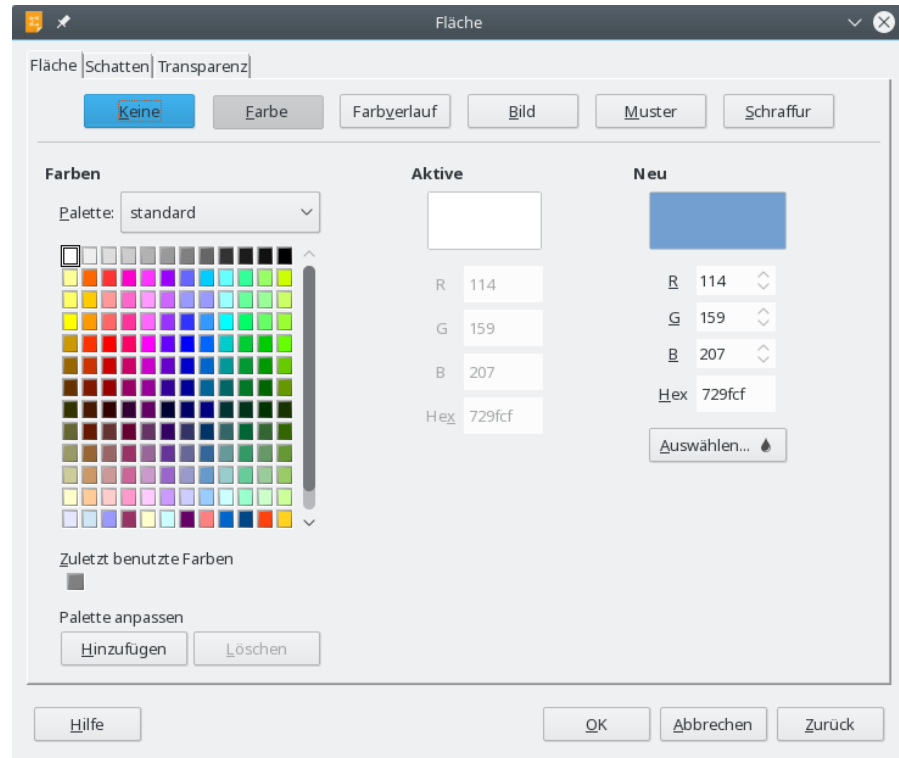 Fläche
Fläche Schatten Transparenz
Keine Farbe Farbverlauf Bild Muster Schraffur
Farben Aktive Neu
Palette: standard
R 114 R 114
G 159 G 159
B 207 B 207
Hex 729fcf Hex 729fcf
Auswählen...
Zuletzt benutzte Farben
Palette anpassen
Hinzufügen Löschen
Hilfe OK Abbrechen Zurück